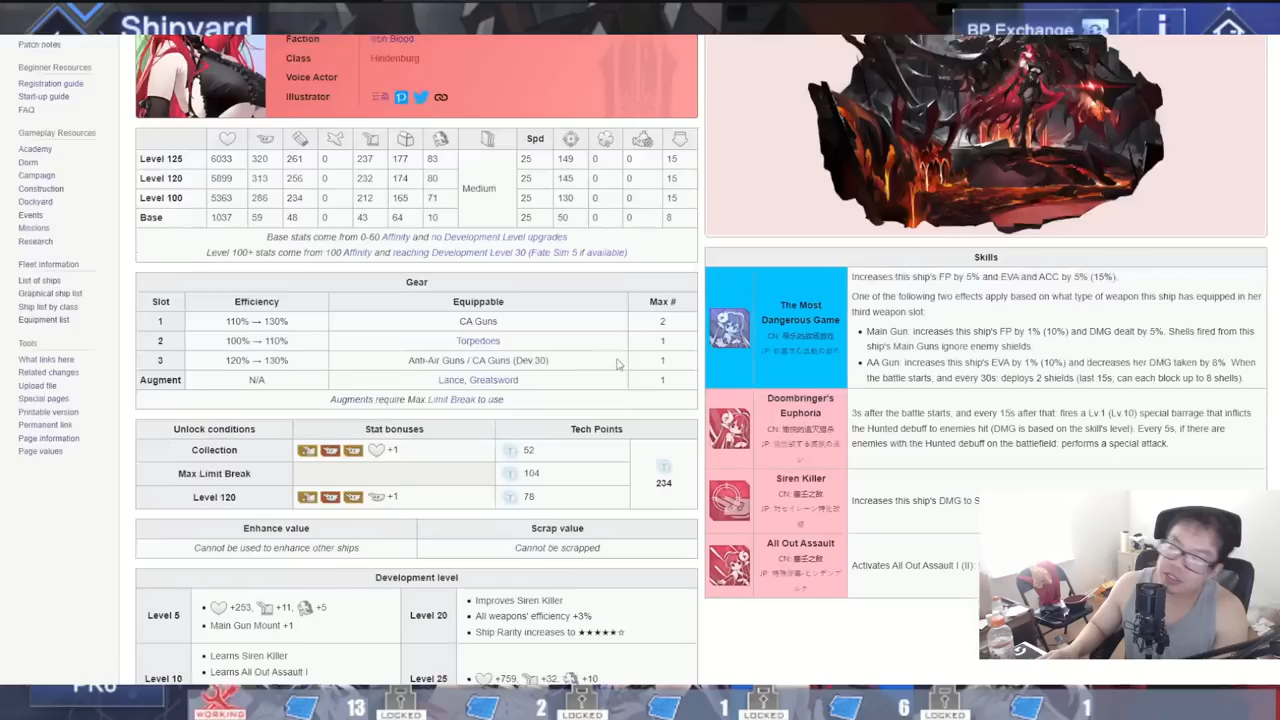 Shipyard
BP Exchange
i
Patch notes
Beginner Resources
Registration guide
Start-up guide
FAQ
Gameplay Resources
Academy
Dorm
Campaign
Construction
Dockyard
Events
Missions
Research
Fleet information
List of ships
Graphical ship list
Ship list by class
Equipment list
Tools
What links here
Related changes
Upload file
Special pages
Printable version
Permanent link
Page information
Page values
Faction Iron Blood
Class Hindenburg
Voice Actor
Illustrator
Spd
Level 125 6033 320 261 0 237 177 83 25 149 0 0 15
Level 120 5899 313 256 0 232 174 80 25 145 0 0 15
Medium
Level 100 5363 286 234 0 212 165 71 25 130 0 0 15
Base 1037 59 48 0 43 64 10 25 50 0 0 8
Base stats come from 0-60 Affinity and no Development Level upgrades
Level 100+ stats come from 100 Affinity and reaching Development Level 30 (Fate Sim 5 if available)
Gear
Slot Efficiency Equippable Max #
1 110% → 130% CA Guns 2
2 100% → 110% Torpedoes 1
3 120% → 130% Anti-Air Guns / CA Guns (Dev 30) 1
Augment N/A Lance, Greatsword 1
Augments require Max Limit Break to use
Unlock conditions Stat bonuses Tech Points
Collection +1 52
Max Limit Break 104
234
Level 120 +1 78
Enhance value Scrap value
Cannot be used to enhance other ships Cannot be scrapped
Development level
Level 5
+253, +11, +5
Main Gun Mount +1
Level 20
Improves Siren Killer
All weapons' efficiency +3%
Ship Rarity increases to ★★★★★☆
Level 10
Learns Siren Killer
Learns All Out Assault I
Level 25
+759, +32, +10
Skills
The Most
Dangerous Game
Increases this ship's FP by 5% and EVA and ACC by 5% (15%).
One of the following two effects apply based on what type of weapon this ship has equipped in her
third weapon slot:
Main Gun: increases this ship's FP by 1% (10%) and DMG dealt by 5%. Shells fired from this
ship's Main Guns ignore enemy shields.
AA Gun: increases this ship's EVA by 1% (10%) and decreases her DMG taken by 8%. When
the battle starts, and every 30s: deploys 2 shields (last 15s; can each block up to 8 shells).
Doombringer's
Euphoria
3s after the battle starts, and every 15s after that: fires a Lv.1 (Lv.10) special barrage that inflicts
the Hunted debuff to enemies hit (DMG is based on the skill's level). Every 5s, if there are
enemies with the Hunted debuff on the battlefield: performs a special attack.
Siren Killer
CN: 塞壬之敌
Increases this ship's DMG to S
All Out Assault
CN: 塞壬之敌
Activates All Out Assault I (II):
WORKING
13
LOCKED
2
LOCKED
1
LOCKED
6
LOCKED
1